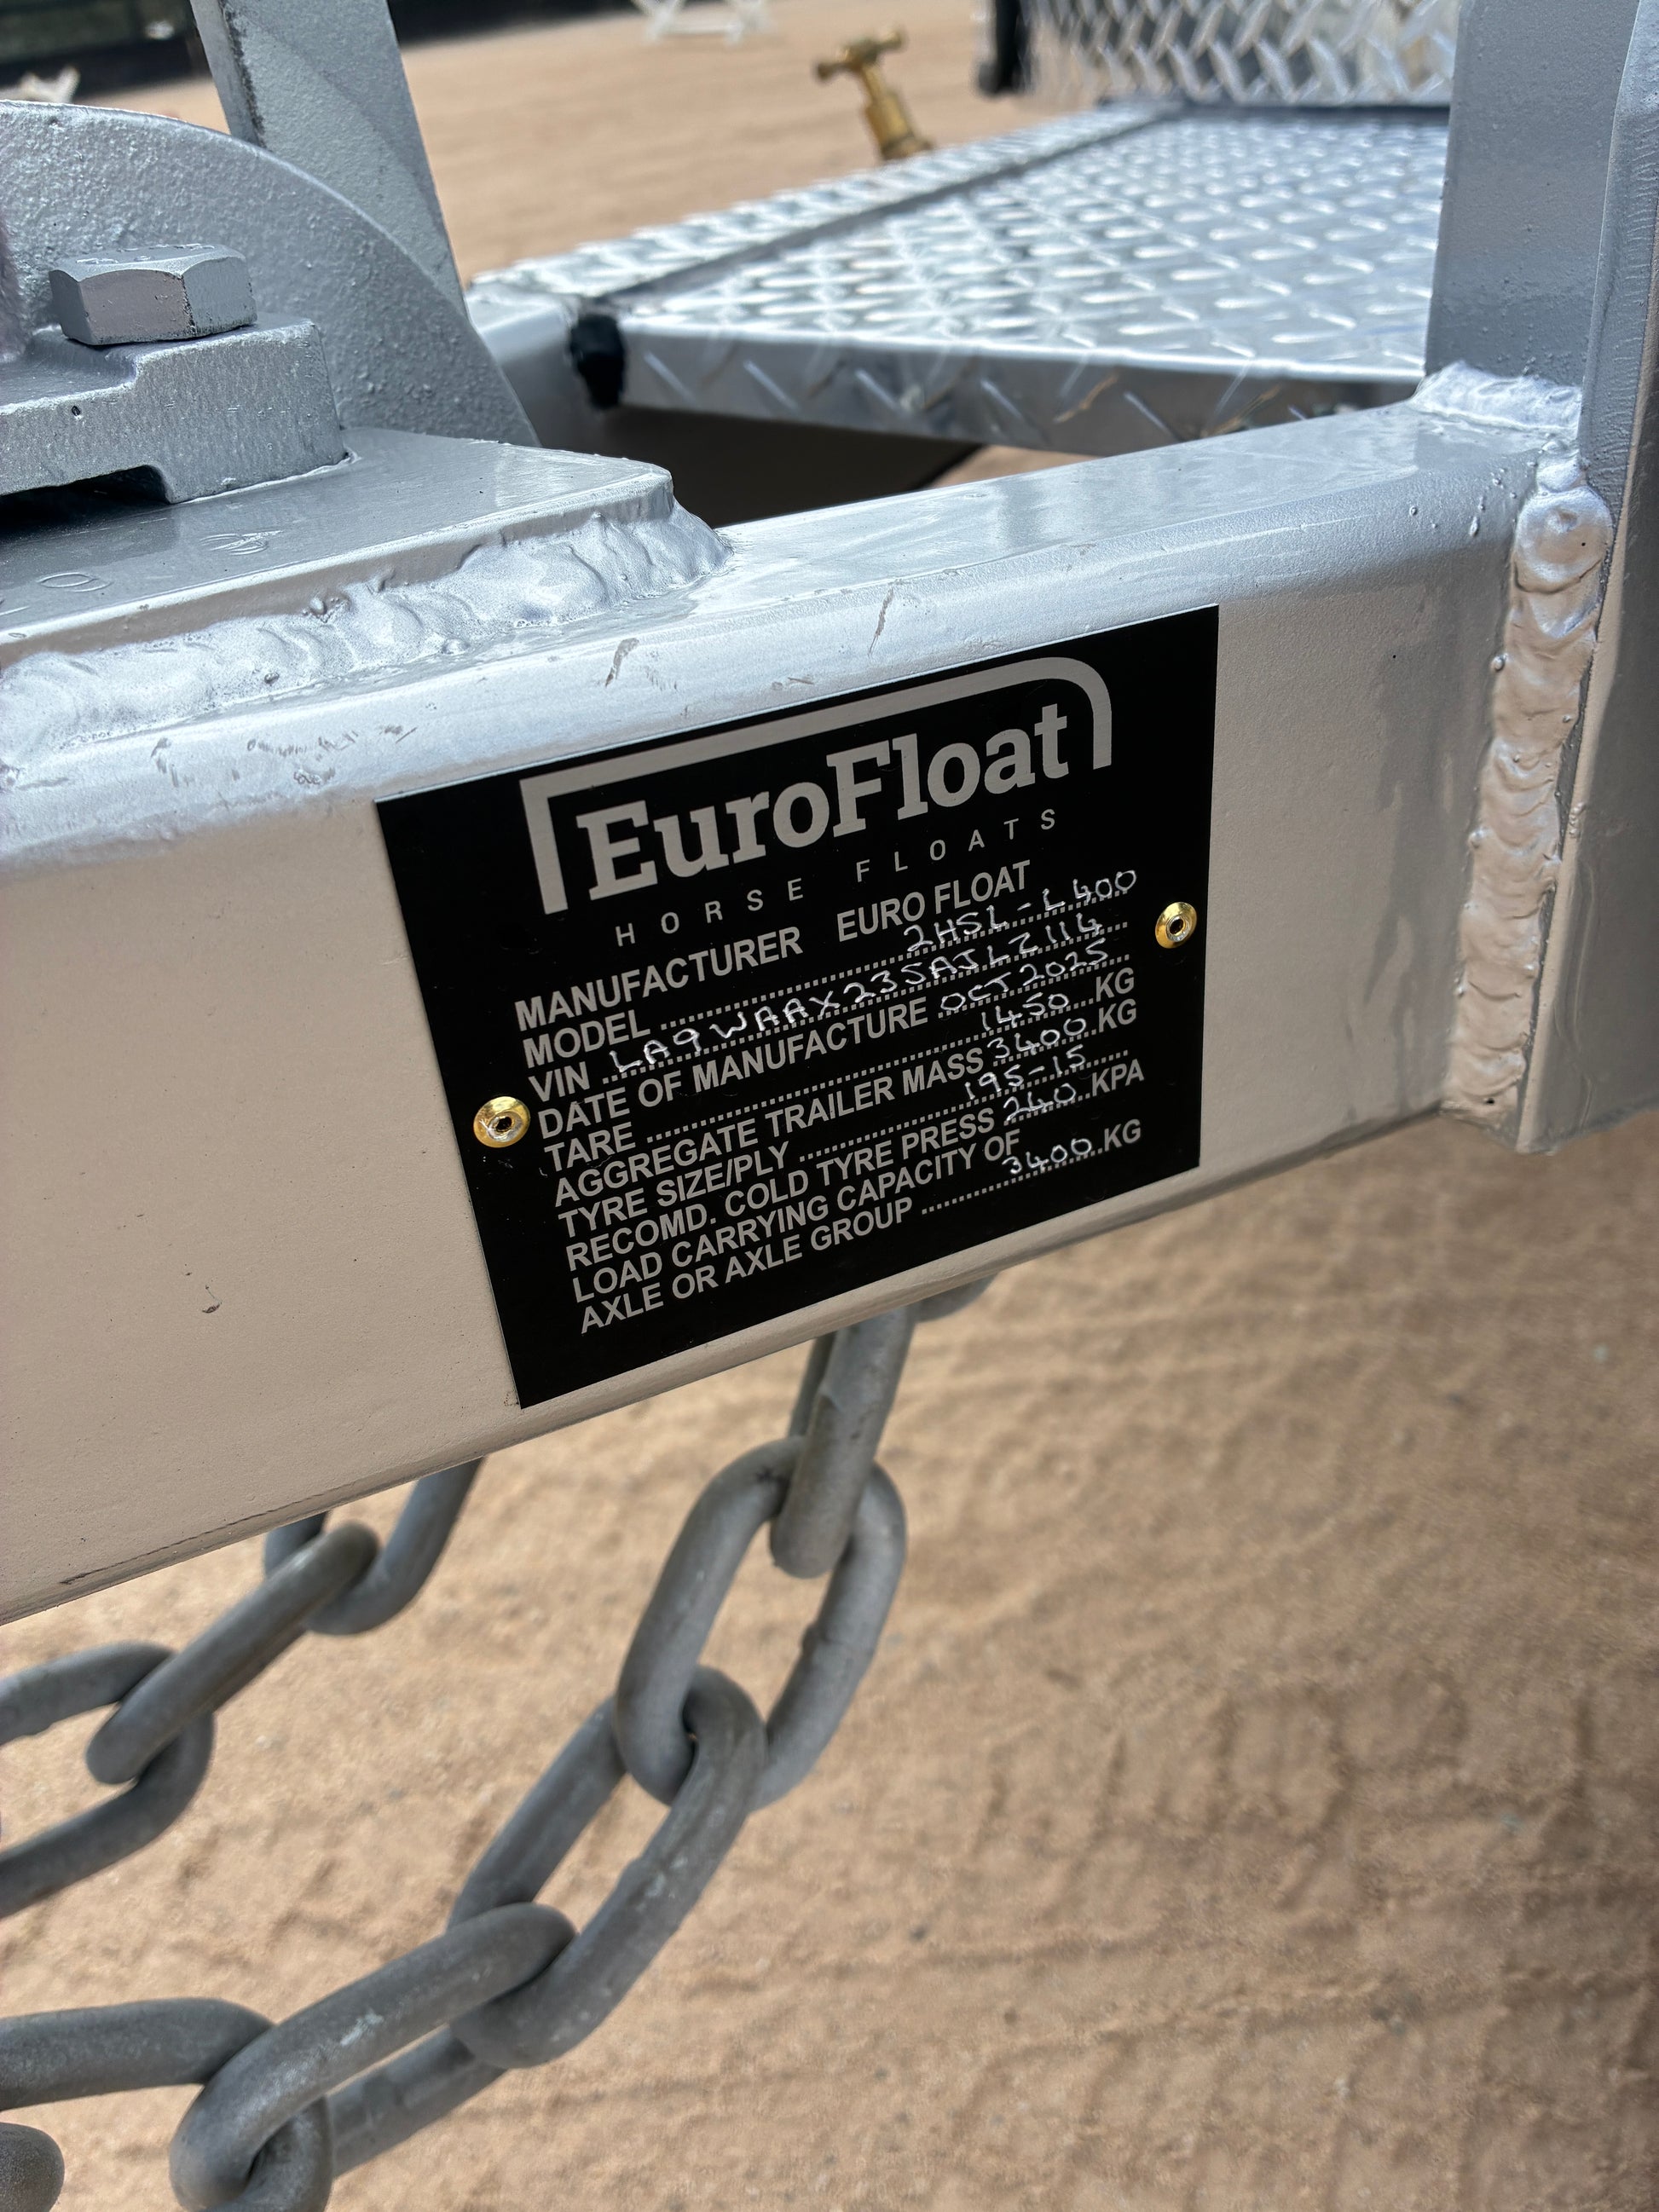 EuroFloat
HORSE FLOATS
MANUFACTURER EURO FLOAT
MODEL 2HSL-L400
VIN LA9WAAX23SAJLZ114
DATE OF MANUFACTURE OCT 2025
TARE 1450 KG
AGGREGATE TRAILER MASS 3400 KG
TYRE SIZE/PLY 195-15
RECOMD. COLD TYRE PRESS 240 KPA
LOAD CARRYING CAPACITY OF
AXLE OR AXLE GROUP 3400 KG